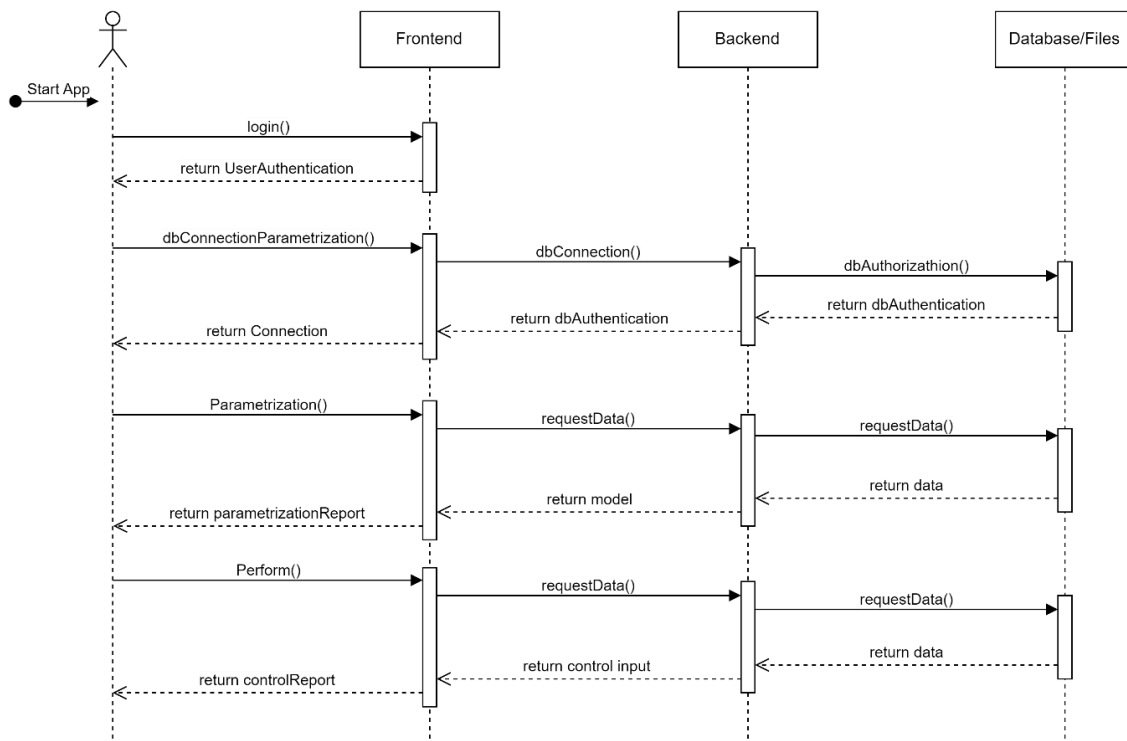 Frontend
Backend
Database/Files
Start App
login()
return UserAuthentication
dbConnectionParametrization()
dbConnection()
dbAuthorizathion()
return dbAuthentication
return dbAuthentication
return Connection
Parametrization()
requestData()
requestData()
return data
return model
return parametrizationReport
Perform()
requestData()
requestData()
return data
return control input
return controlReport